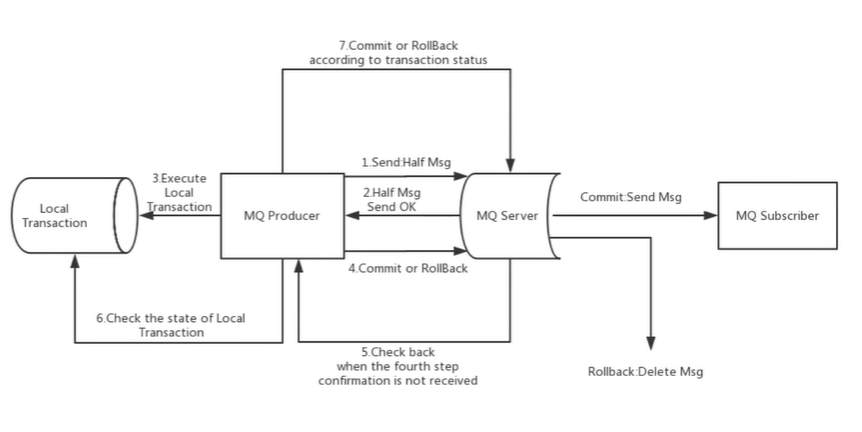 7.Commit or RollBack
according to transaction status
1.Send:Half Msg
3.Execute
Local
Transaction
2.Half Msg
Send OK
Commit:Send Msg
Local
Transaction
MQ Producer
MQ Server
MQ Subscriber
4.Commit or RollBack
6.Check the state of Local
Transaction
5.Check back
when the fourth step
confirmation is not received
Rollback:Delete Msg